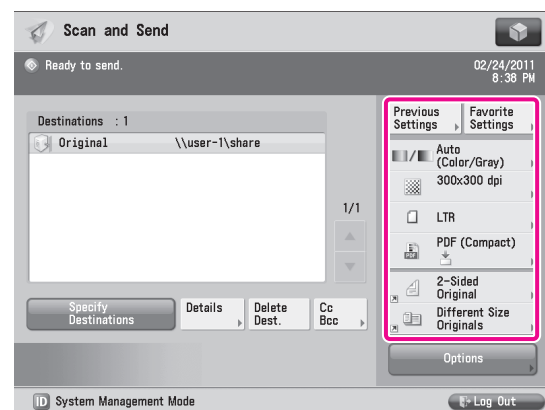 Scan and Send
Ready to send.
02/24/2011
8:38 PM
Destinations : 1
Original \\user-1\share
1/1
Specify
Destinations
Details
Delete
Dest.
Cc
Bcc
Previous
Settings
Favorite
Settings
Auto
(Color/Gray)
300x300 dpi
LTR
PDF
PDF (Compact)
2-Sided
Original
Different Size
Originals
Options
ID System Management Mode
Log Out